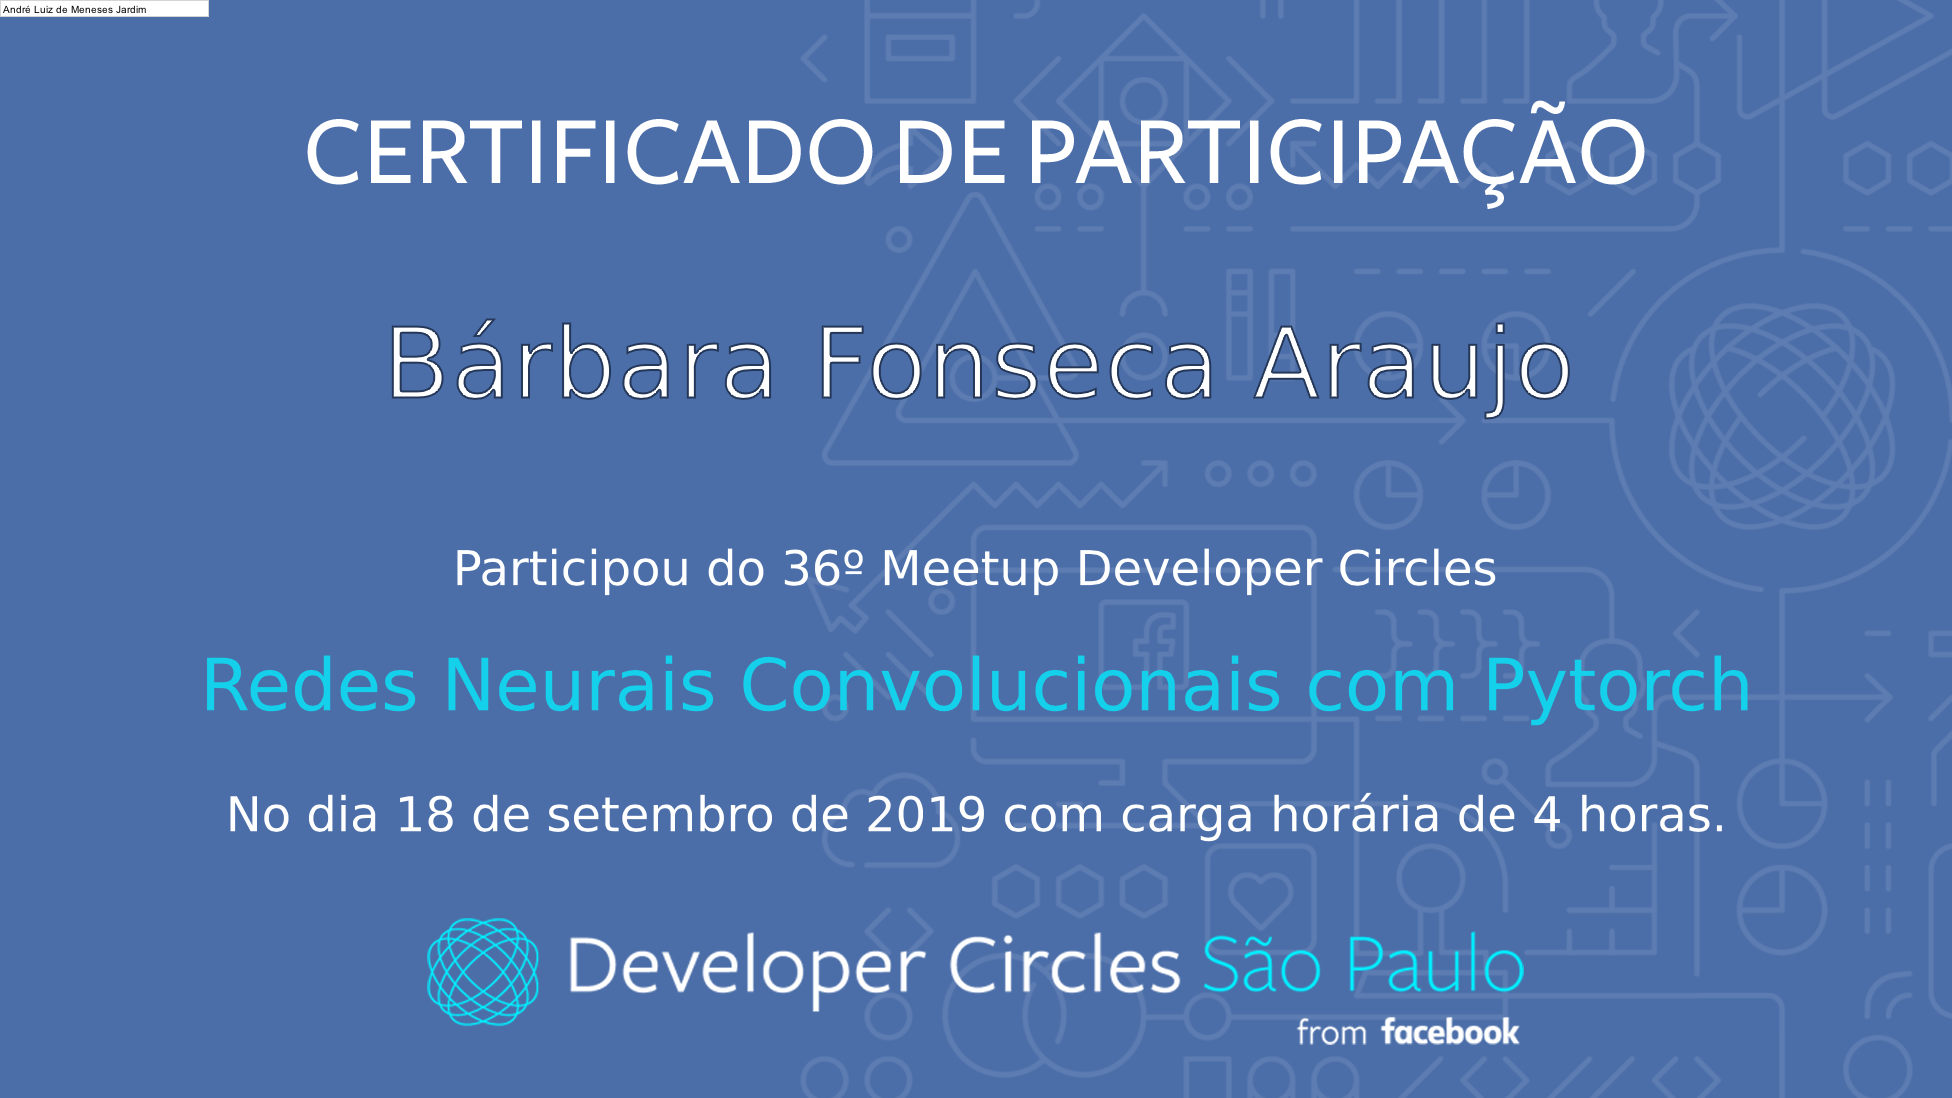 André Luiz de Meneses Jardim
CERTIFICADO DE PARTICIPAÇÃO
Bárbara Fonseca Araujo
Participou do 36º Meetup Developer Circles
Redes Neurais Convolucionais com Pytorch
No dia 18 de setembro de 2019 com carga horária de 4 horas.
Developer Circles São Paulo
from facebook